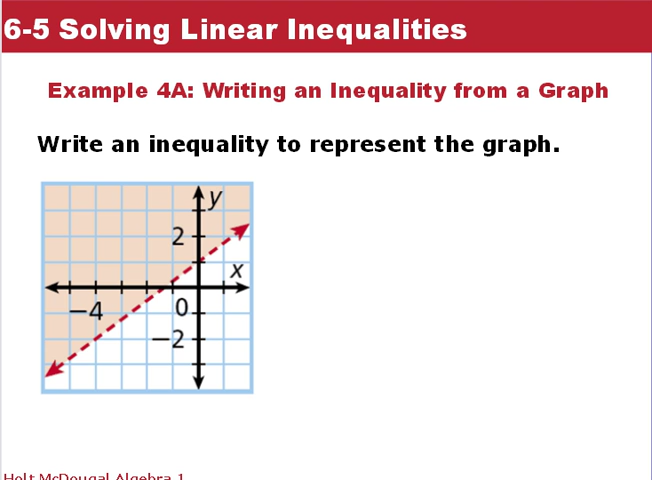 6-5 Solving Linear Inequalities
Example 4A: Writing an Inequality from a Graph
Write an inequality to represent the graph.
y
2
x
−4
0
−2
Holt McDougal Algebra 1